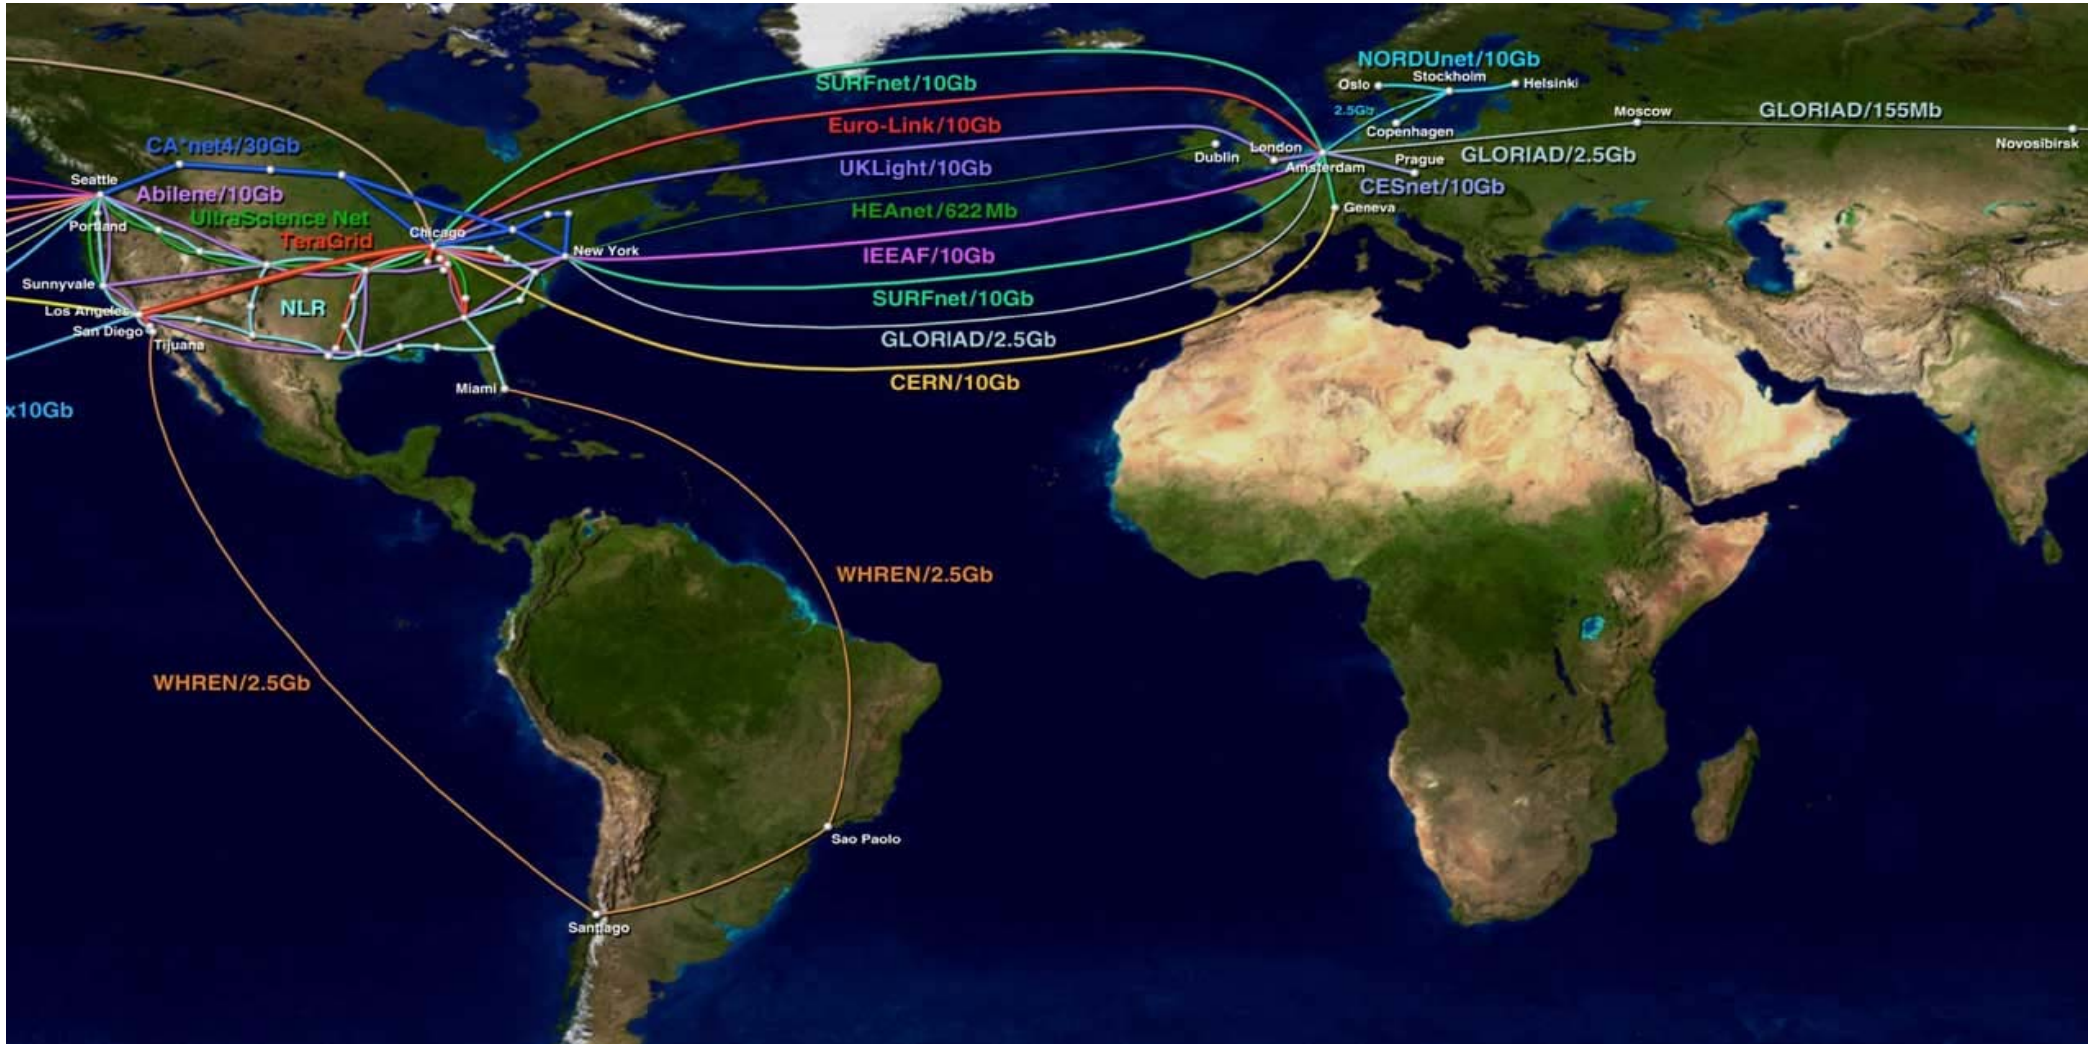 NORDUnet/10Gb
Stockholm
SURFnet/10Gb
Oslo
Helsinki
2.5Gb
Moscow
GLORIAD/155Mb
Euro-Link/10Gb
Copenhagen
CA*net4/30Gb
London
Novosibirsk
Dublin
Prague
GLORIAD/2.5Gb
UKLight/10Gb
Amsterdam
Seattle
CESnet/10Gb
Abilene/10Gb
Geneva
UltraScience Net
HEAnet/622Mb
Portland
Chicago
TeraGrid
New York
IEEAF/10Gb
Sunnyvale
SURFnet/10Gb
NLR
Los Angeles
San Diego
GLORIAD/2.5Gb
Tijuana
CERN/10Gb
Miami
x10Gb
WHREN/2.5Gb
WHREN/2.5Gb
Sao Paolo
Santiago